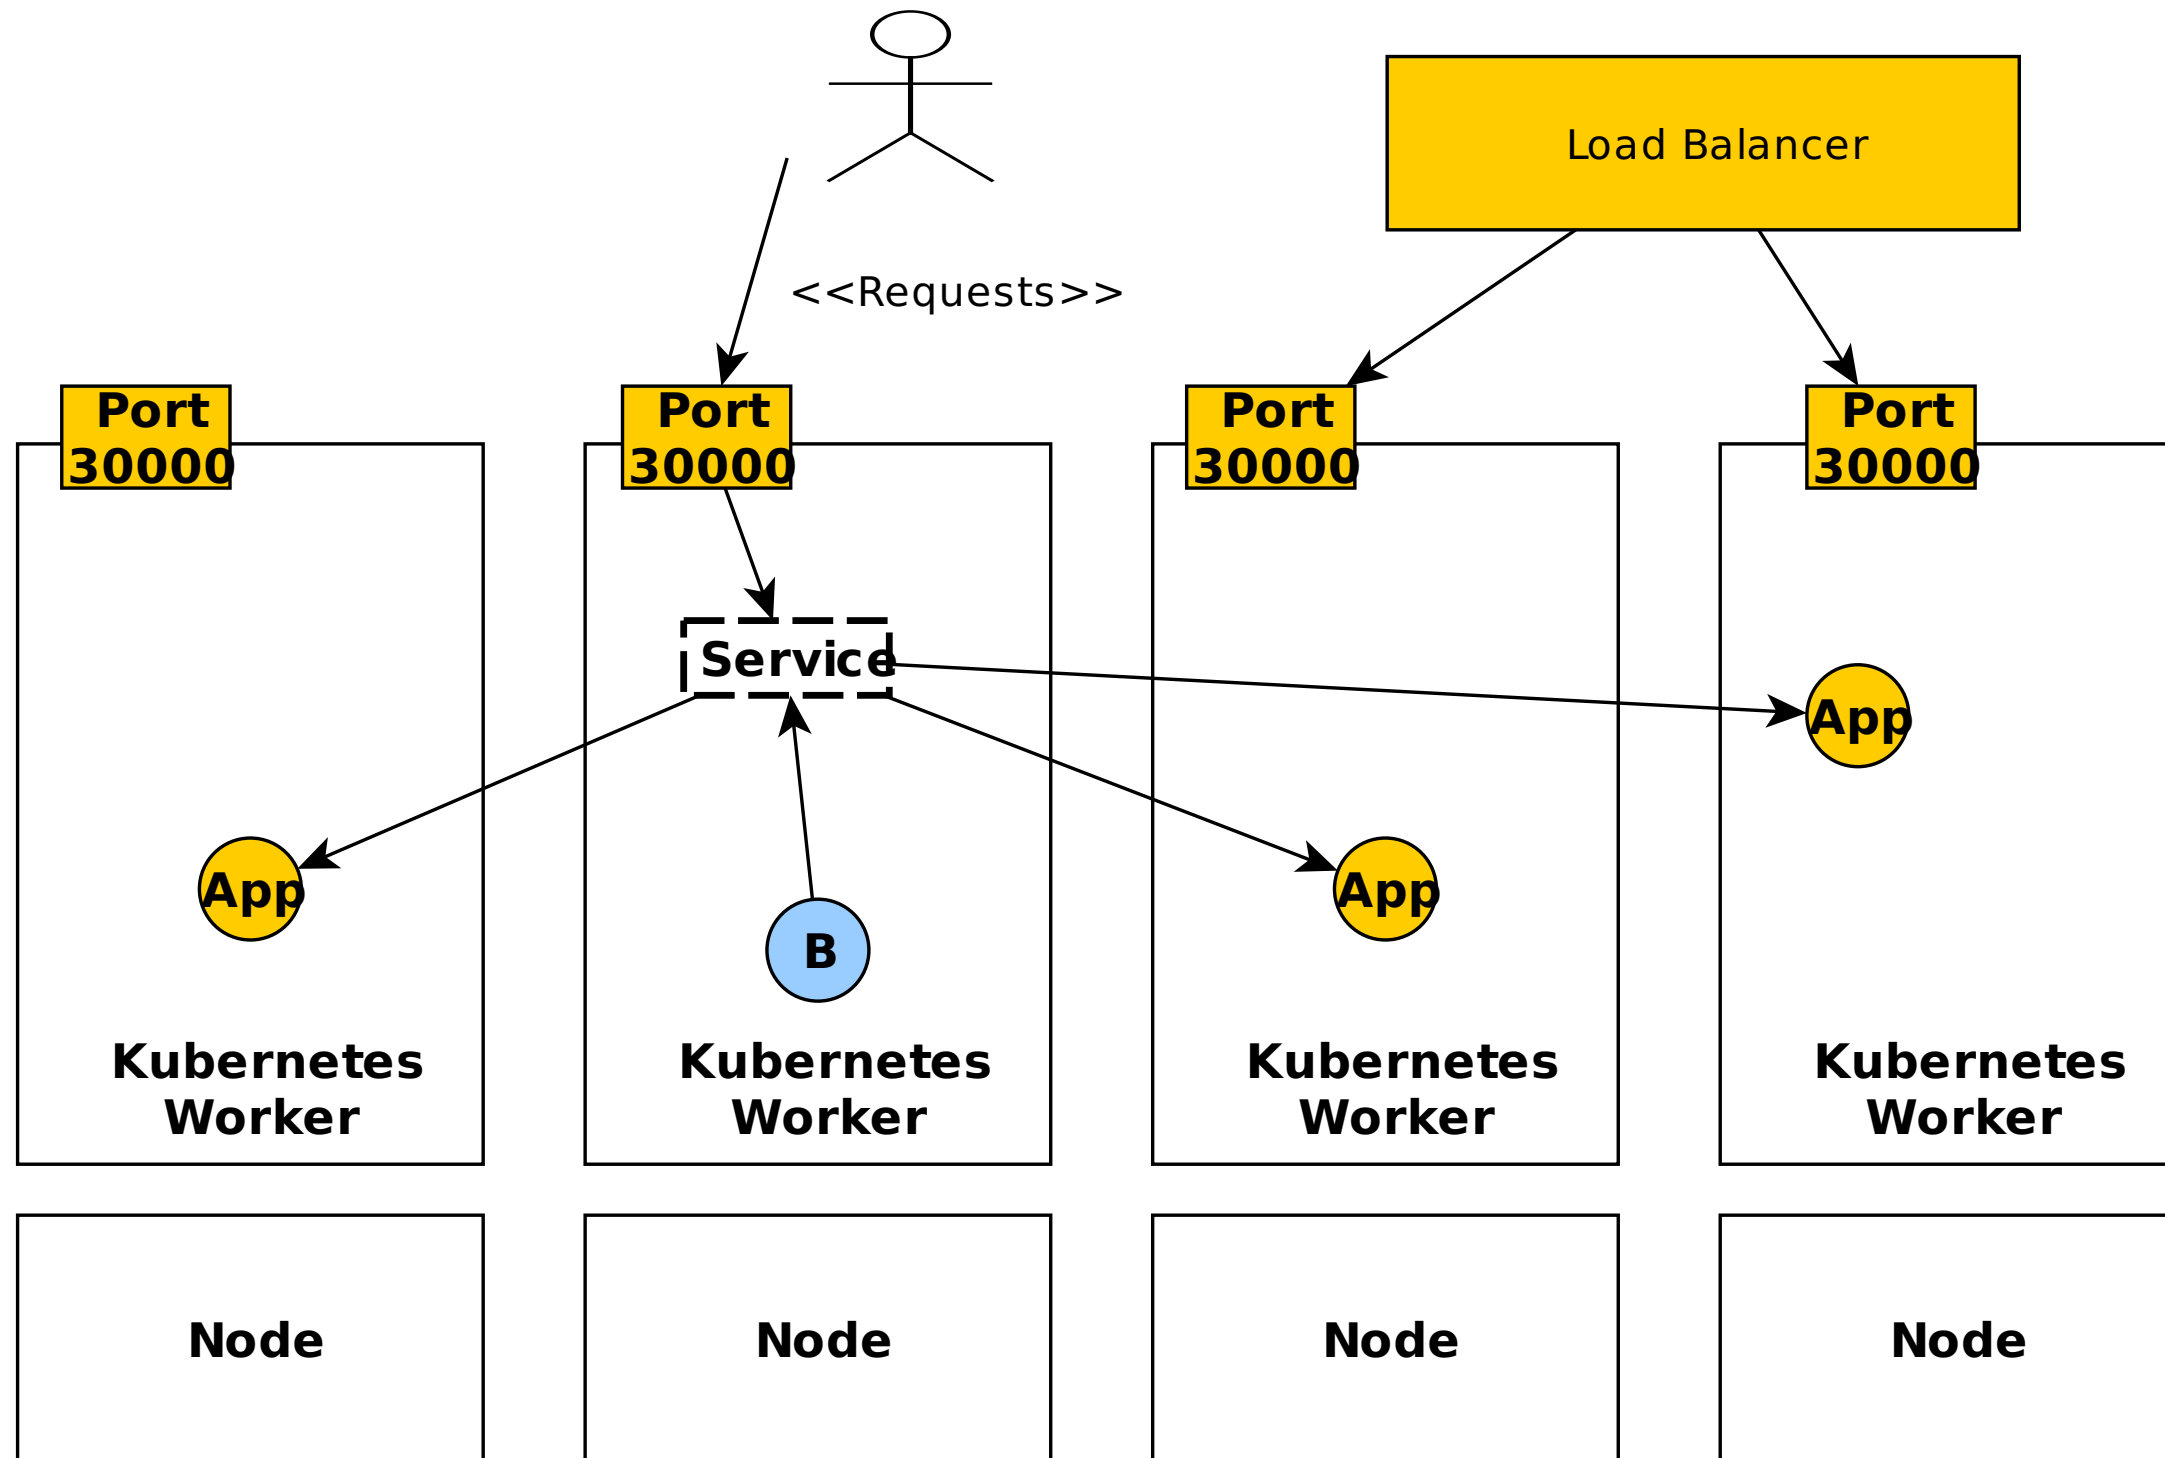 Load Balancer
<<Requests>>
Port
30000
Port
30000
Port
30000
Port
30000
Service
App
App
App
B
Kubernetes
Worker
Kubernetes
Worker
Kubernetes
Worker
Kubernetes
Worker
Node
Node
Node
Node